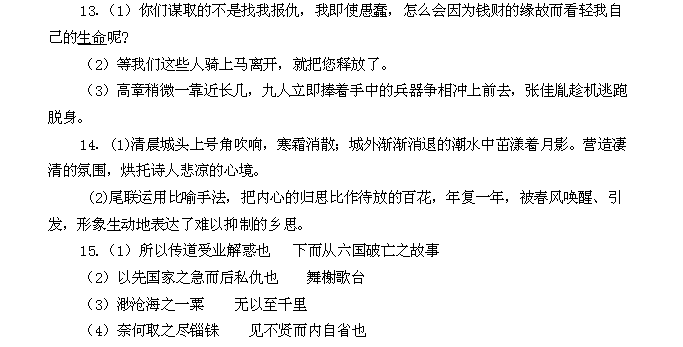 13.（1）你们谋取的不是找我报仇，我即使愚蠢，怎么会因为钱财的缘故而看轻我自
己的生命呢?
（2）等我们这些人骑上马离开，就把您释放了。
（3）高章稍微一靠近长几，九人立即捧着手中的兵器争相冲上前去，张佳胤趁机逃跑
脱身。
14. (1)清晨城头上号角吹响，寒霜消散；城外渐渐消退的潮水中茁漾着月影。营造凄
清的氛围，烘托诗人悲凉的心境。
(2)尾联运用比喻手法，把内心的归思比作待放的百花，年复一年，被春风唤醒、引
发，形象生动地表达了难以抑制的乡思。
15.（1）所以传道受业解惑也 下而从六国破亡之故事
（2）以先国家之急而后私仇也 舞榭歌台
（3）渺沧海之一粟 无以至千里
（4）奈何取之尽锱铢 见不贤而内自省也